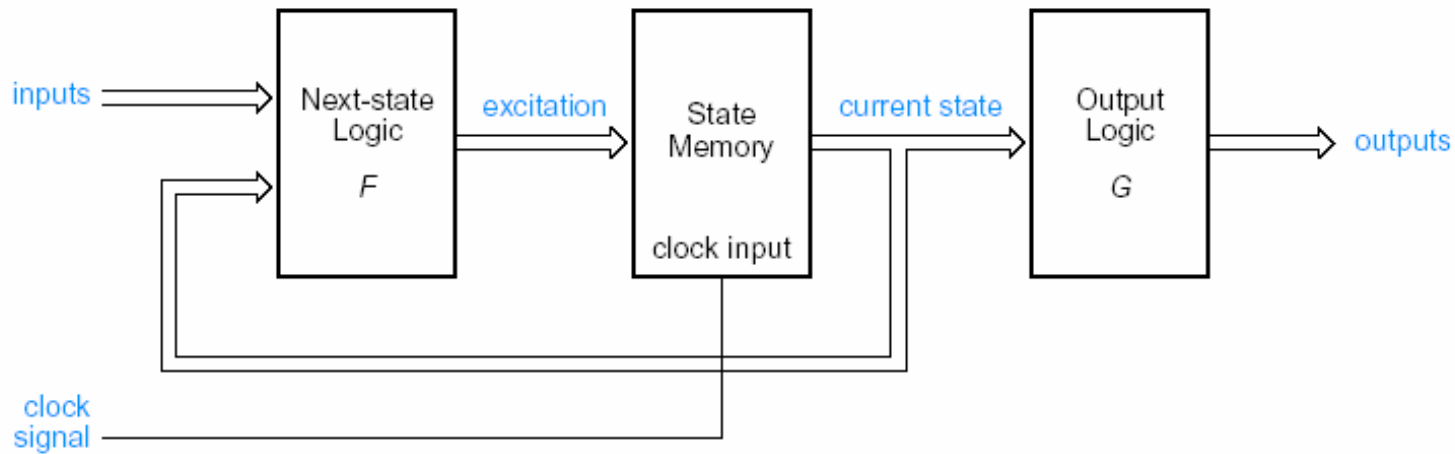 inputs
Next-state
Logic
F
excitation
State
Memory
clock input
current state
Output
Logic
G
outputs
clock
signal